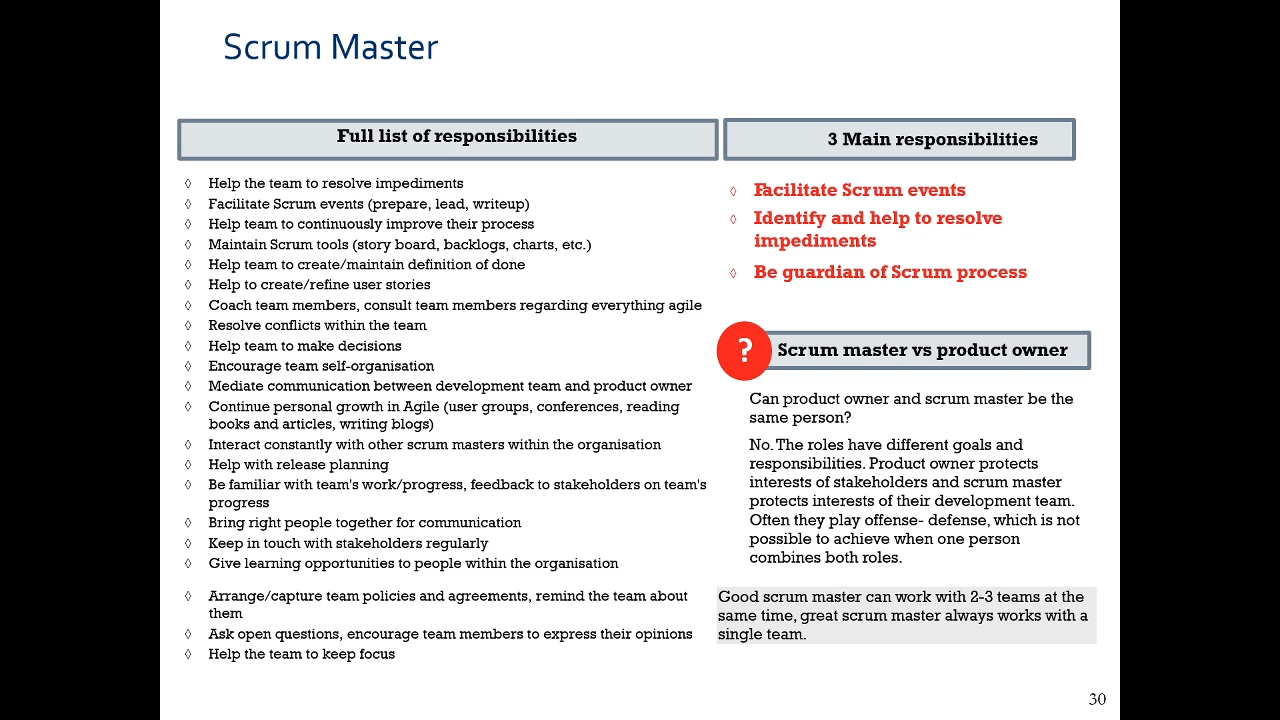 Scrum Master
Full list of responsibilities
◊ Help the team to resolve impediments
◊ Facilitate Scrum events (prepare, lead, writeup)
◊ Help team to continuously improve their process
◊ Maintain Scrum tools (story board, backlogs, charts, etc.)
◊ Help team to create/maintain definition of done
◊ Help to create/refine user stories
◊ Coach team members, consult team members regarding everything agile
◊ Resolve conflicts within the team
◊ Help team to make decisions
◊ Encourage team self-organisation
◊ Mediate communication between development team and product owner
◊ Continue personal growth in Agile (user groups, conferences, reading
books and articles, writing blogs)
◊ Interact constantly with other scrum masters within the organisation
◊ Help with release planning
◊ Be familiar with team's work/progress, feedback to stakeholders on team's
progress
◊ Bring right people together for communication
◊ Keep in touch with stakeholders regularly
◊ Give learning opportunities to people within the organisation
◊ Arrange/capture team policies and agreements, remind the team about
them
◊ Ask open questions, encourage team members to express their opinions
◊ Help the team to keep focus
3 Main responsibilities
◊ Facilitate Scrum events
◊ Identify and help to resolve
impediments
◊ Be guardian of Scrum process
? Scrum master vs product owner
Can product owner and scrum master be the
same person?
No. The roles have different goals and
responsibilities. Product owner protects
interests of stakeholders and scrum master
protects interests of their development team.
Often they play offense- defense, which is not
possible to achieve when one person
combines both roles.
Good scrum master can work with 2-3 teams at the
same time, great scrum master always works with a
single team.
30